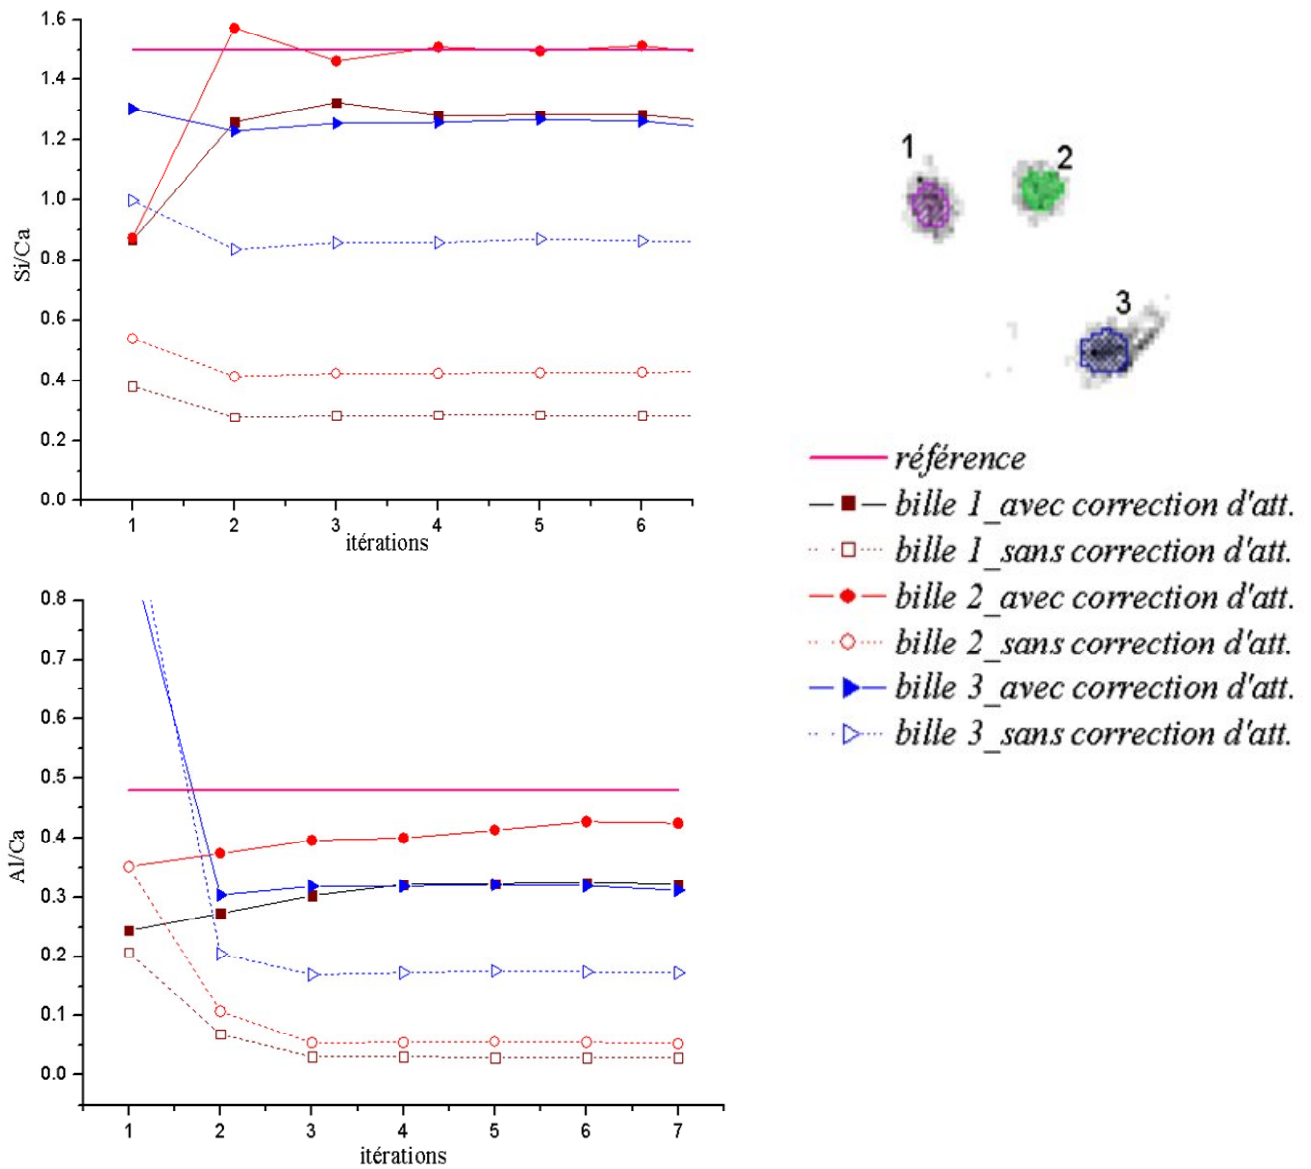 1.6
1.4
1.2
1.0
0.8
0.6
0.4
0.2
0.0
Si/Ca
1 2 3 4 5 6
itérations
1
2
3
référence
bille 1_avec correction d'att.
bille 1_sans correction d'att.
bille 2_avec correction d'att.
bille 2_sans correction d'att.
bille 3_avec correction d'att.
bille 3_sans correction d'att.
0.8
0.7
0.6
0.5
0.4
0.3
0.2
0.1
0.0
Al/Ca
1 2 3 4 5 6 7
itérations